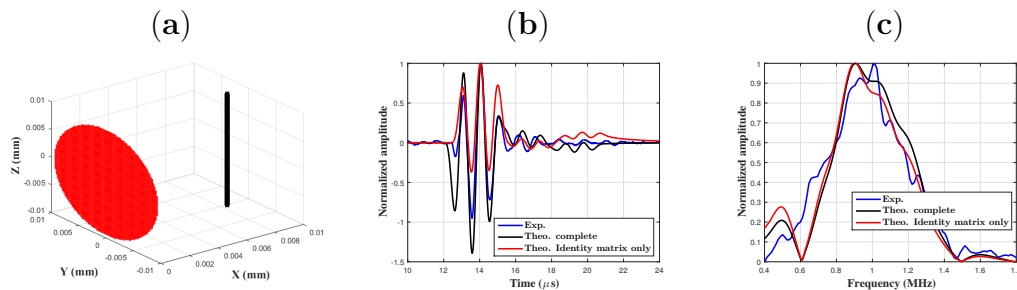 (a)
0.01
0.005
0
-0.005
-0.01
Z (mm)
0.005
0
-0.005
-0.01
Y (mm)
0
0.002
0.004
0.006
0.008
0.01
X (mm)
(b)
Normalized amplitude
1
0.5
0
-0.5
-1
-1.5
10 12 14 16 18 20 22 24
Time (μs)
Exp.
Theo. complete
Theo. Identity matrix only
(c)
Normalized amplitude
1
0.9
0.8
0.7
0.6
0.5
0.4
0.3
0.2
0.1
0
0.4 0.6 0.8 1.0 1.2 1.4 1.6
Frequency (MHz)
Exp.
Theo. complete
Theo. Identity matrix only